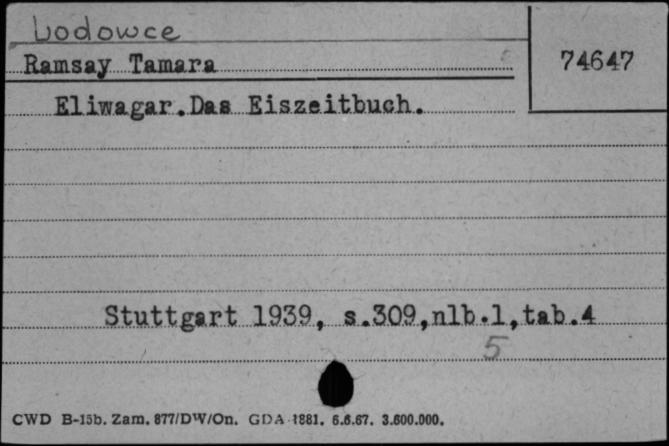 Lodowce
Ramsay Tamara
74647
Eliwagar.Das Eiszeitbuch.
Stuttgart 1939, s.309,nlb.1,tab.4
5
CWD B-15b. Zam. 877/DW/On. GDA 1881. 6.6.67. 3.600.000.